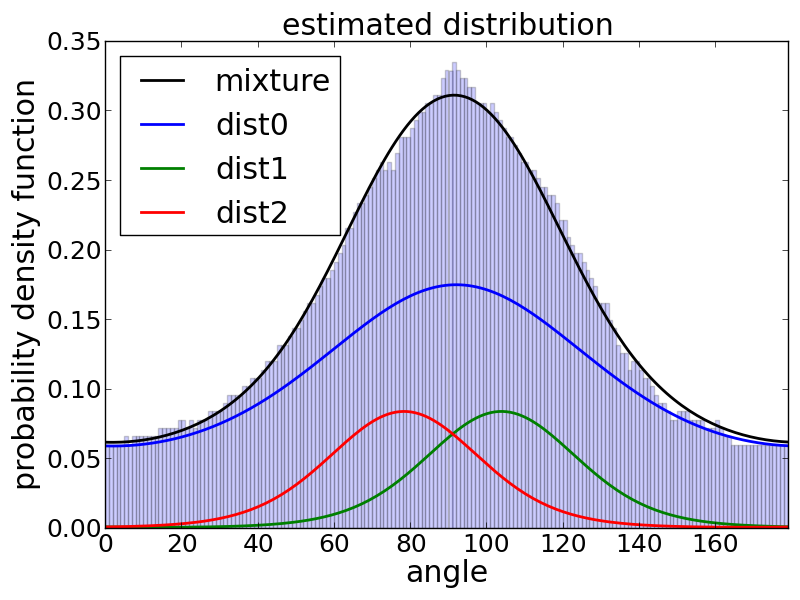 estimated distribution
0.35
0.30
0.25
0.20
0.15
0.10
0.05
0.00
probability density function
mixture
dist0
dist1
dist2
0 20 40 60 80 100 120 140 160
angle